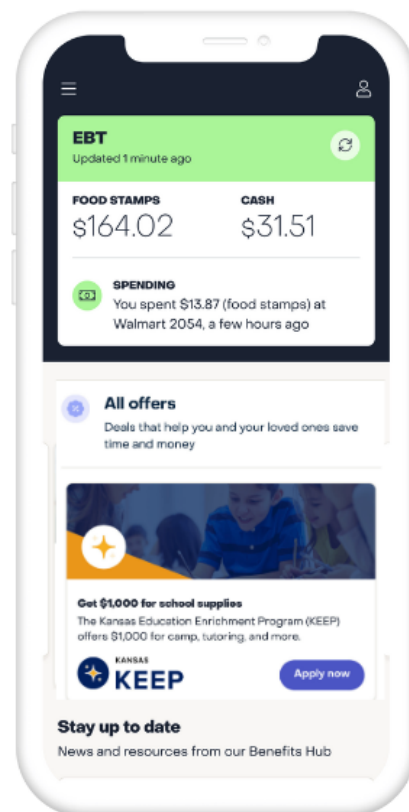 EBT
Updated 1 minute ago
FOOD STAMPS CASH
$164.02 $31.51
SPENDING
You spent $13.87 (food stamps) at
Walmart 2054, a few hours ago
All offers
Deals that help you and your loved ones save
time and money
Get $1,000 for school supplies
The Kansas Education Enrichment Program (KEEP)
offers $1,000 for camp, tutoring, and more.
KANSAS
KEEP
Apply now
Stay up to date
News and resources from our Benefits Hub